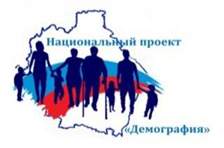 Национальный проект
«Демография»